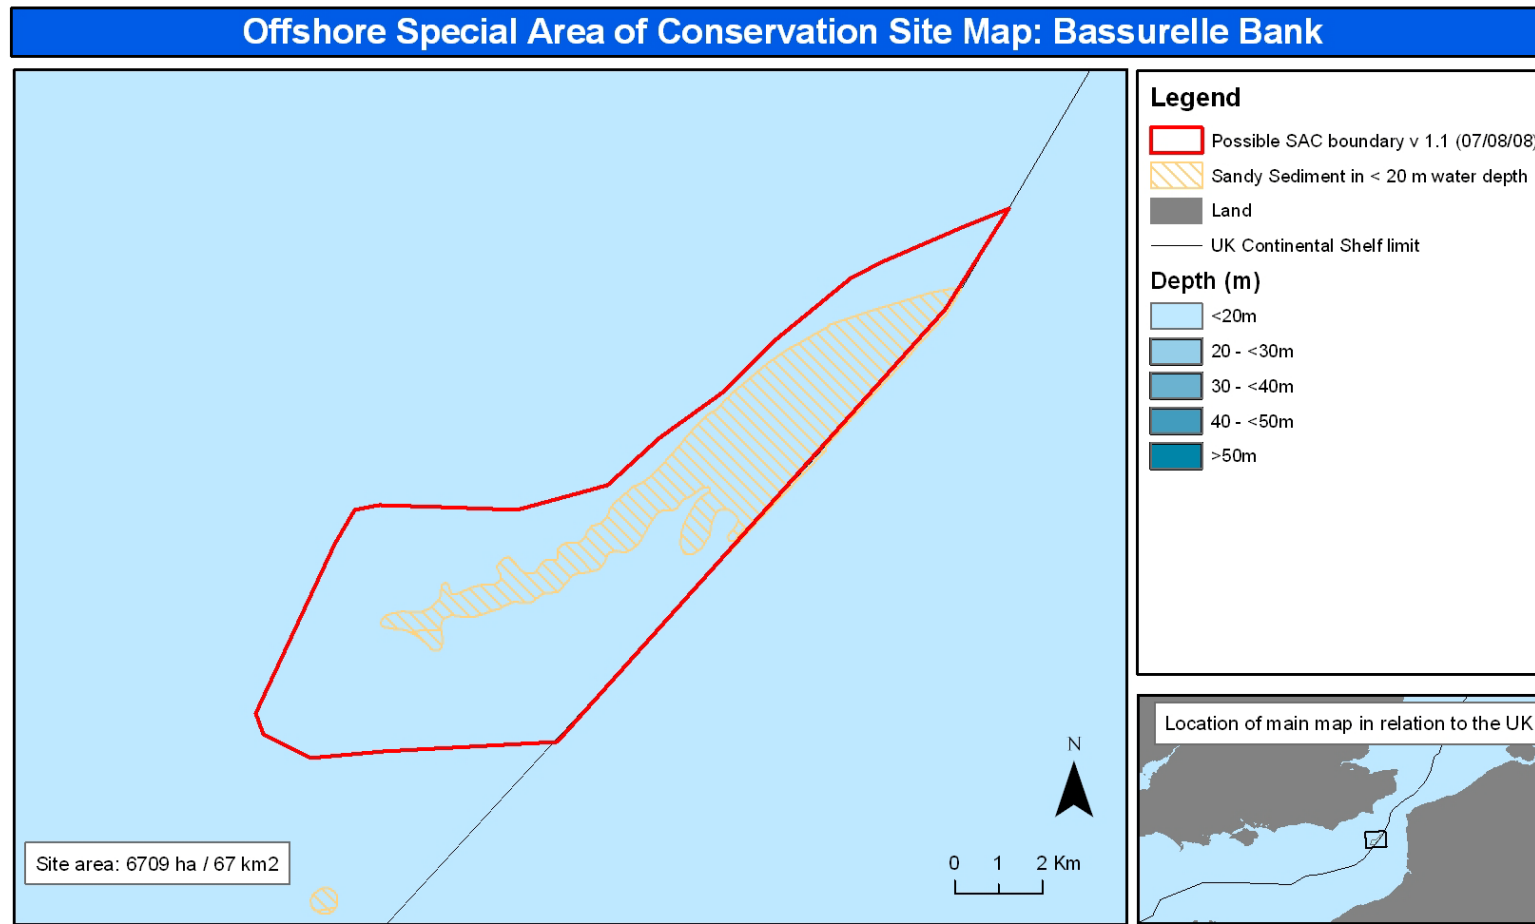 Offshore Special Area of Conservation Site Map: Bassurelle Bank
Legend
Possible SAC boundary v 1.1 (07/08/08)
Sandy Sediment in < 20 m water depth
Land
UK Continental Shelf limit
Depth (m)
<20m
20 - <30m
30 - <40m
40 - <50m
>50m
Location of main map in relation to the UK
N
0 1 2 Km
Site area: 6709 ha / 67 km2